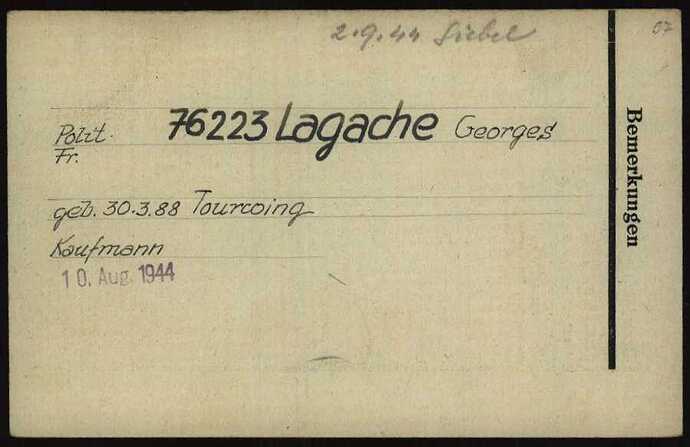 2.9.44 Siebel
07
Polit. 76223 Lagache Georges
Fr.
geb. 30.3.88 Tourcoing
Kaufmann
10. Aug. 1944
Bemerkungen